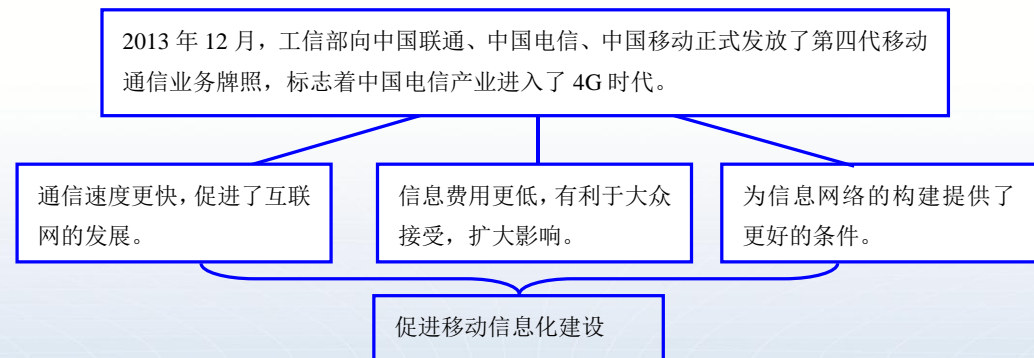 2013 年 12 月，工信部向中国联通、中国电信、中国移动正式发放了第四代移动
通信业务牌照，标志着中国电信产业进入了 4G 时代。
通信速度更快，促进了互联
网的发展。
信息费用更低，有利于大众
接受，扩大影响。
为信息网络的构建提供了
更好的条件。
促进移动信息化建设